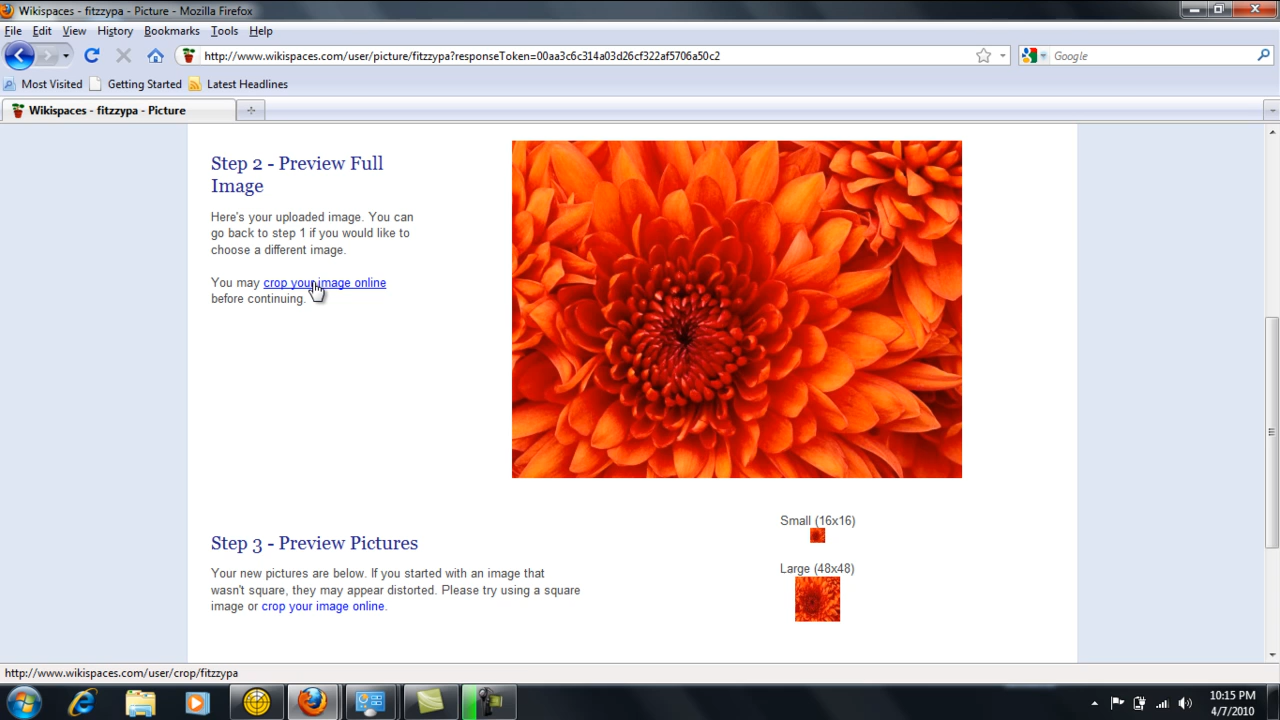 Wikispaces - fitzzypa - Picture - Mozilla Firefox
File Edit View History Bookmarks Tools Help
http://www.wikispaces.com/user/picture/fitzzypa?responseToken=00aa3c6c314a03d26cf322af5706a50c2
Google
Most Visited Getting Started Latest Headlines
Wikispaces - fitzzypa - Picture
Step 2 - Preview Full
Image
Here's your uploaded image. You can
go back to step 1 if you would like to
choose a different image.
You may crop your image online
before continuing.
Small (16x16)
Step 3 - Preview Pictures
Large (48x48)
Your new pictures are below. If you started with an image that
wasn't square, they may appear distorted. Please try using a square
image or crop your image online.
http://www.wikispaces.com/user/crop/fitzzypa
10:15 PM
4/7/2010